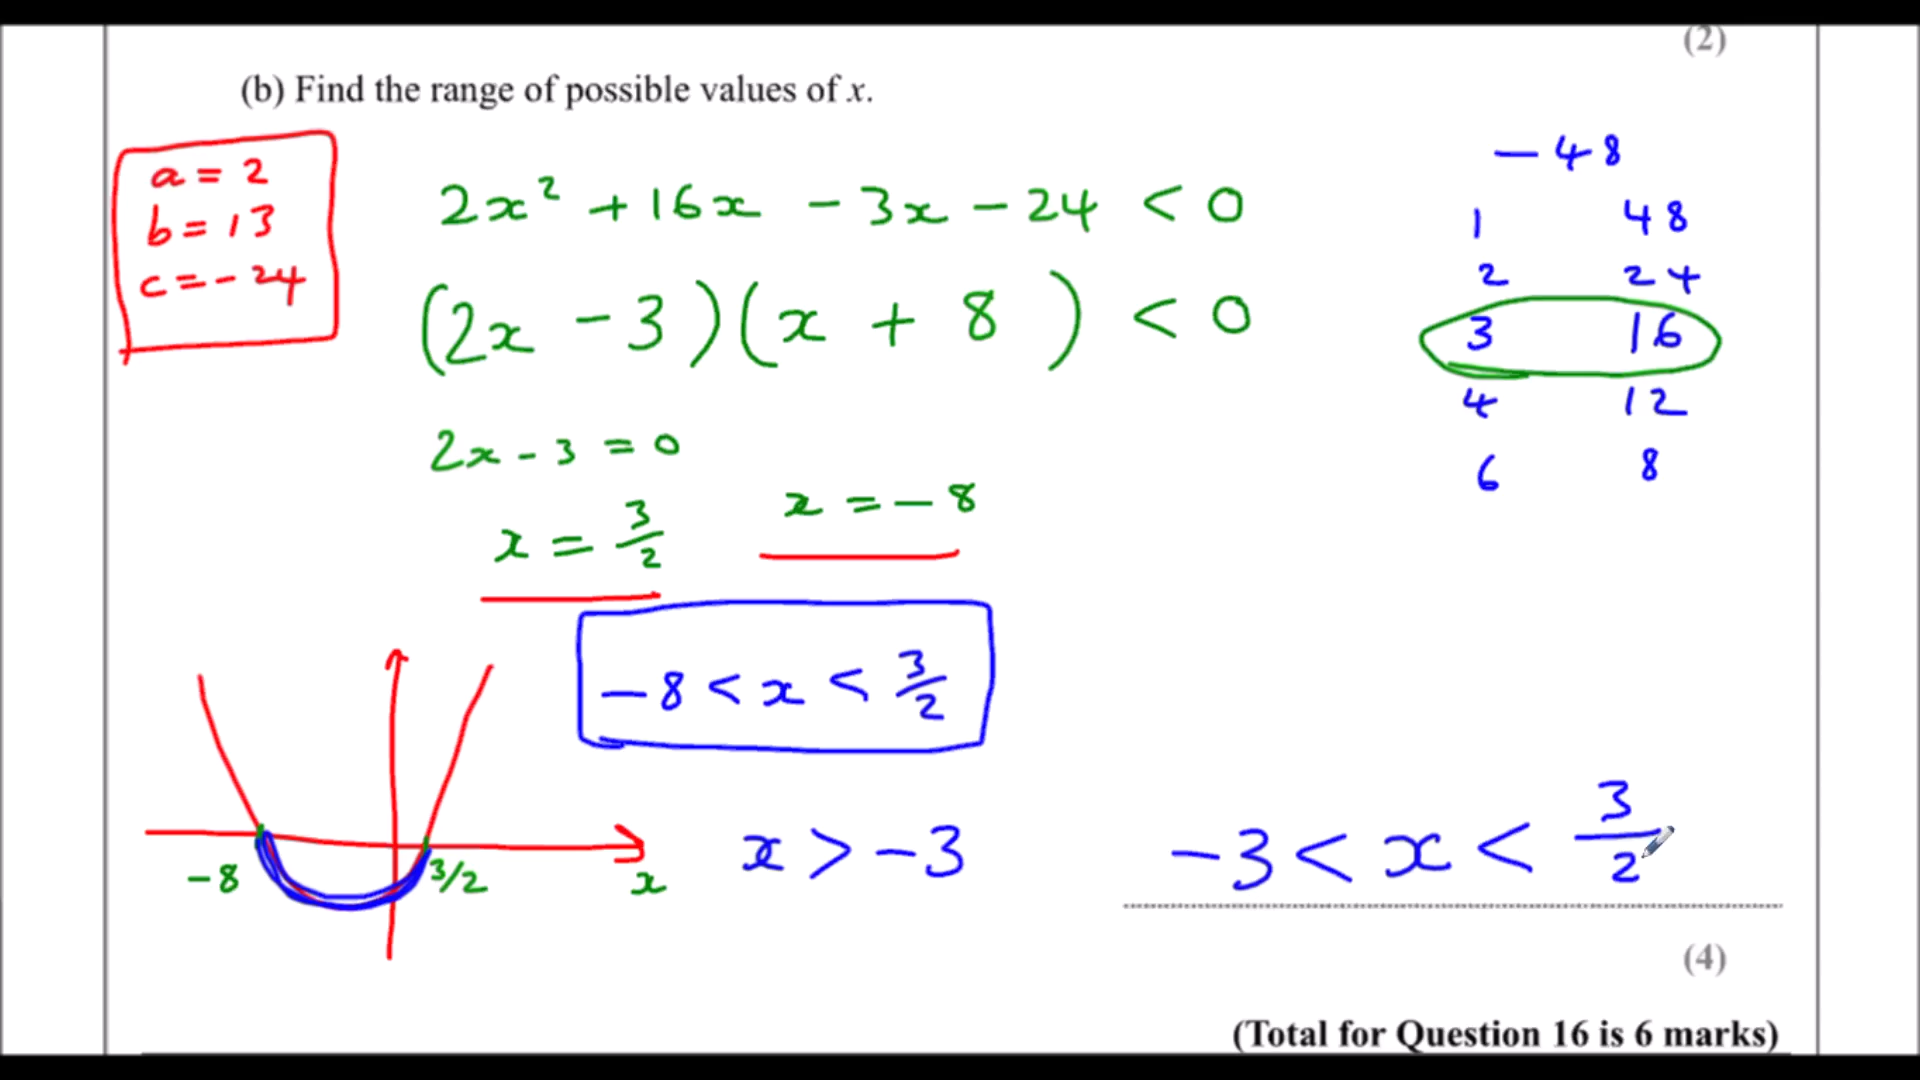 (2)
(b) Find the range of possible values of x.
a = 2
b = 13
c = - 24
2x² + 16x - 3x - 24 < 0
(2x - 3)(x + 8) < 0
2x - 3 = 0
x = 3/2
x = - 8
- 8 < x < 3/2
- 48
1 48
2 24
3 16
4 12
6 8
-8
3/2
x
x > -3
-3 < x < 3/2
(4)
(Total for Question 16 is 6 marks)